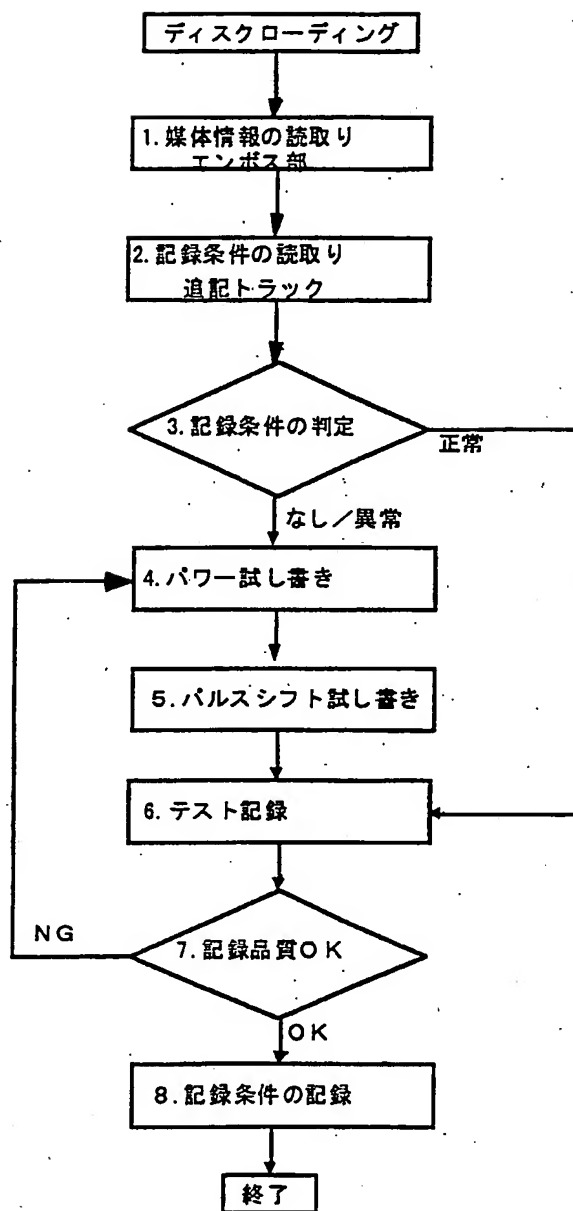 ディスクローディング
1.媒体情報の読取り
エンボス部
2.記録条件の読取り
追記トラック
3.記録条件の判定
正常
なし／異常
4.パワー試し書き
5.パルスシフト試し書き
6.テスト記録
NG
7.記録品質OK
OK
8.記録条件の記録
終了